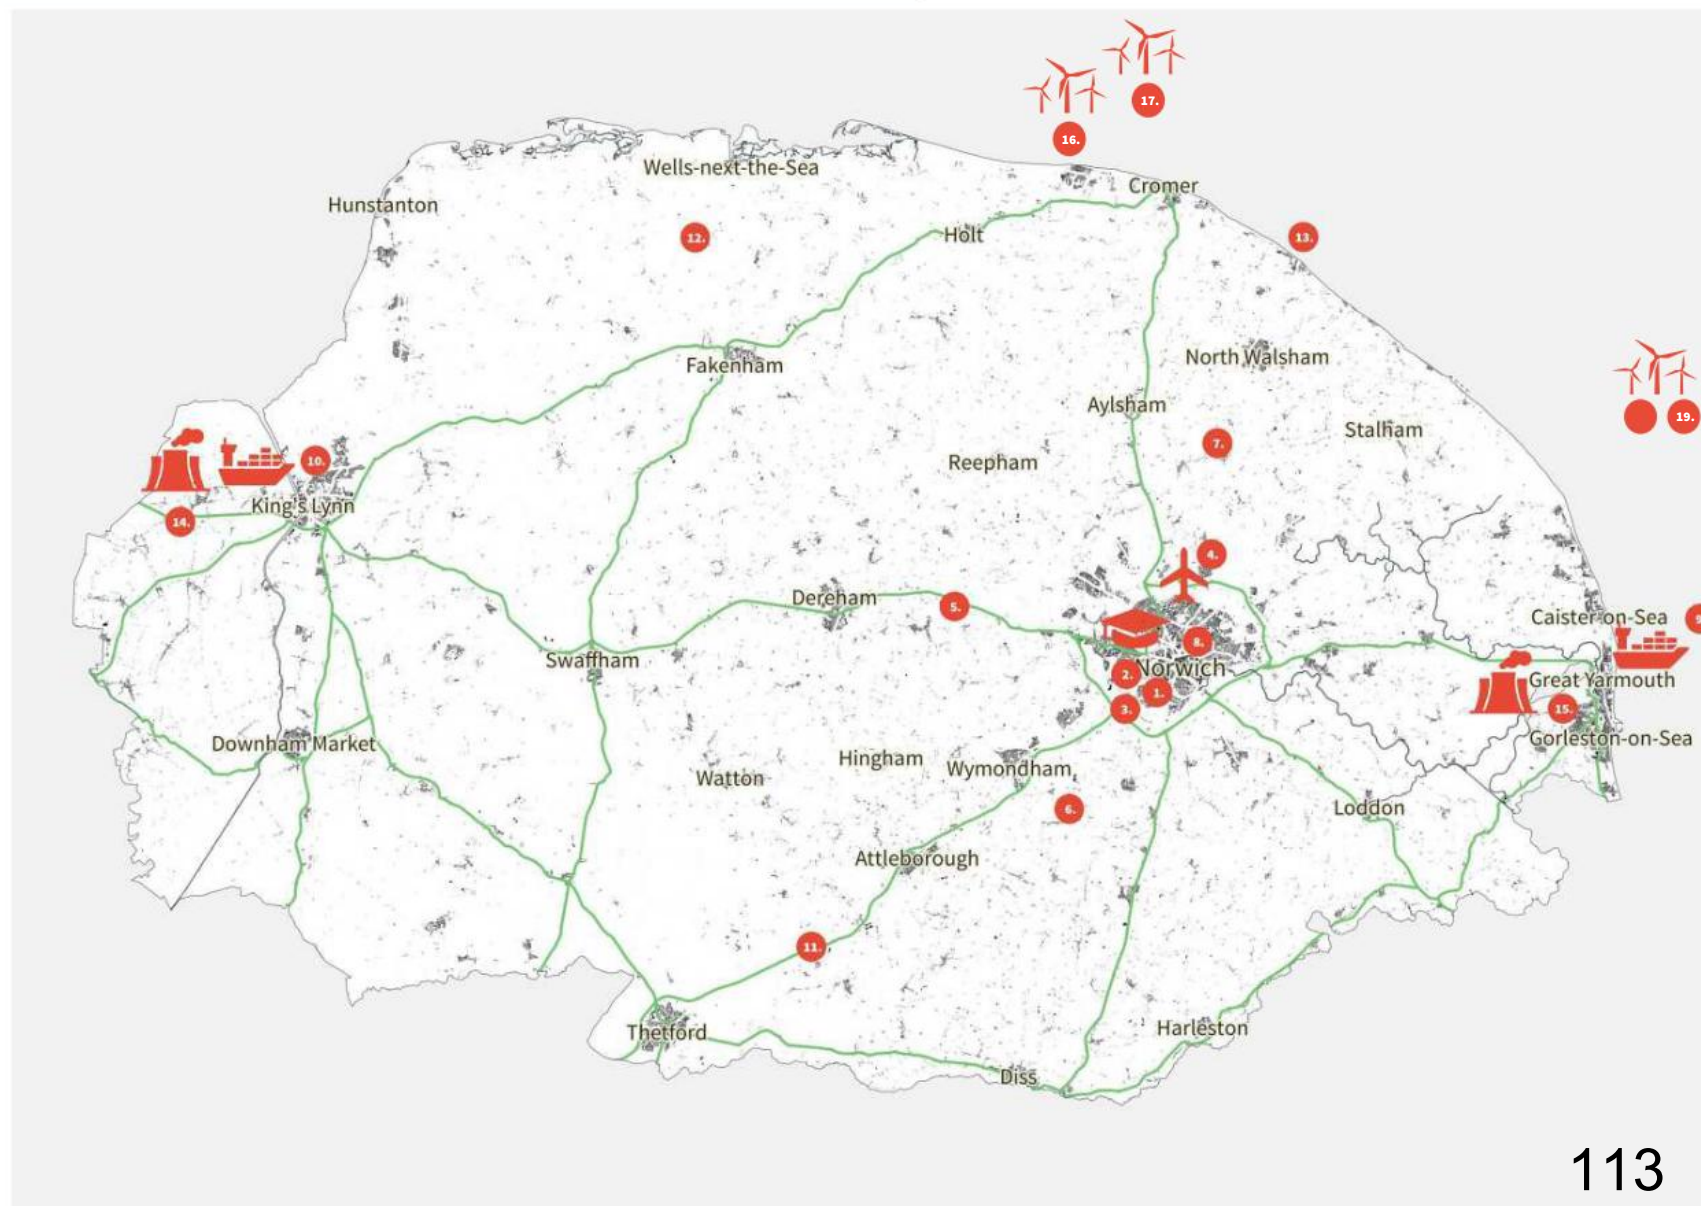 17.
16.
Wells-next-the-Sea
Cromer
Hunstanton
12.
Holt
13.
North Walsham
Fakenham
Aylsham
19.
Stalham
7.
Reepham
10.
King's Lynn
14.
4.
Dereham
5.
Caister-on-Sea
9
8.
Swaffham
Norwich
2.
Great Yarmouth
1.
3.
15.
Downham Market
Gorleston-on-Sea
Hingham
Wymondham
Watton
6.
Loddon
Attleborough
11.
Thetford
Harleston
Diss
113